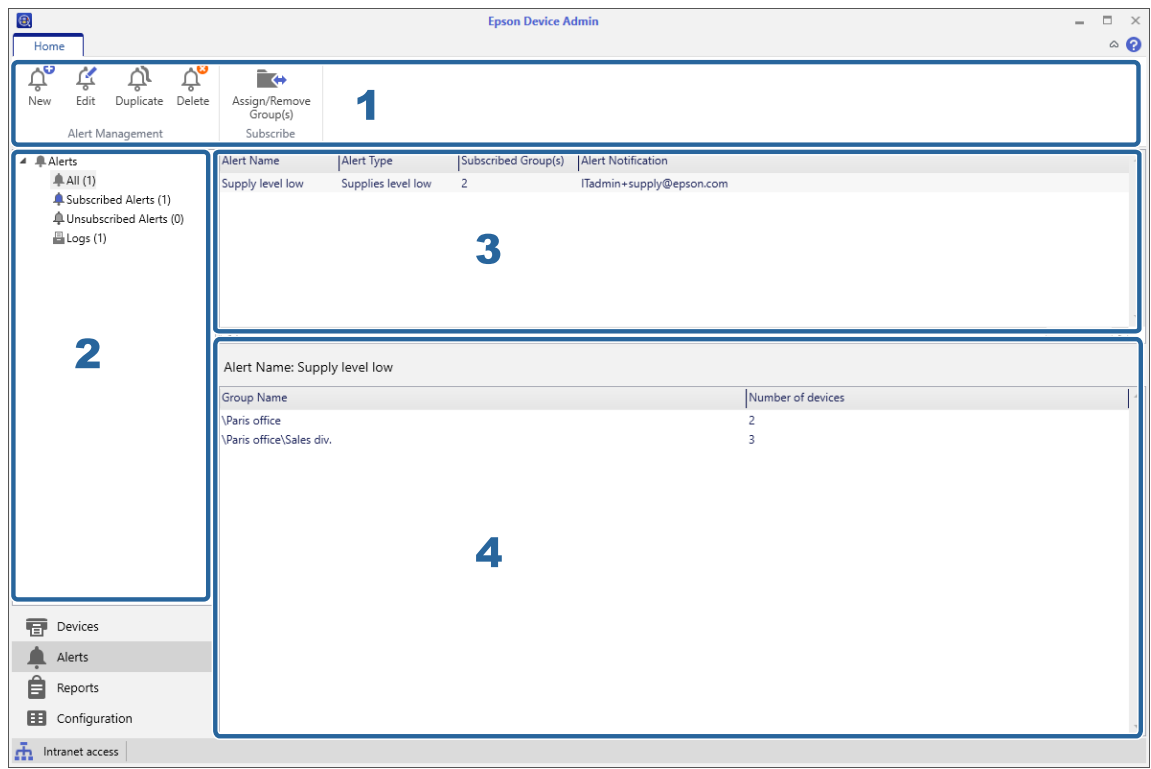 Epson Device Admin
Home
New Edit Duplicate Delete Assign/Remove Group(s)
Alert Management Subscribe
1
Alerts
All (1)
Subscribed Alerts (1)
Unsubscribed Alerts (0)
Logs (1)
2
Alert Name Alert Type Subscribed Group(s) Alert Notification
Supply level low Supplies level low 2 ITadmin+supply@epson.com
3
Alert Name: Supply level low
Group Name Number of devices
\Paris office 2
\Paris office\Sales div. 3
4
Devices
Alerts
Reports
Configuration
Intranet access